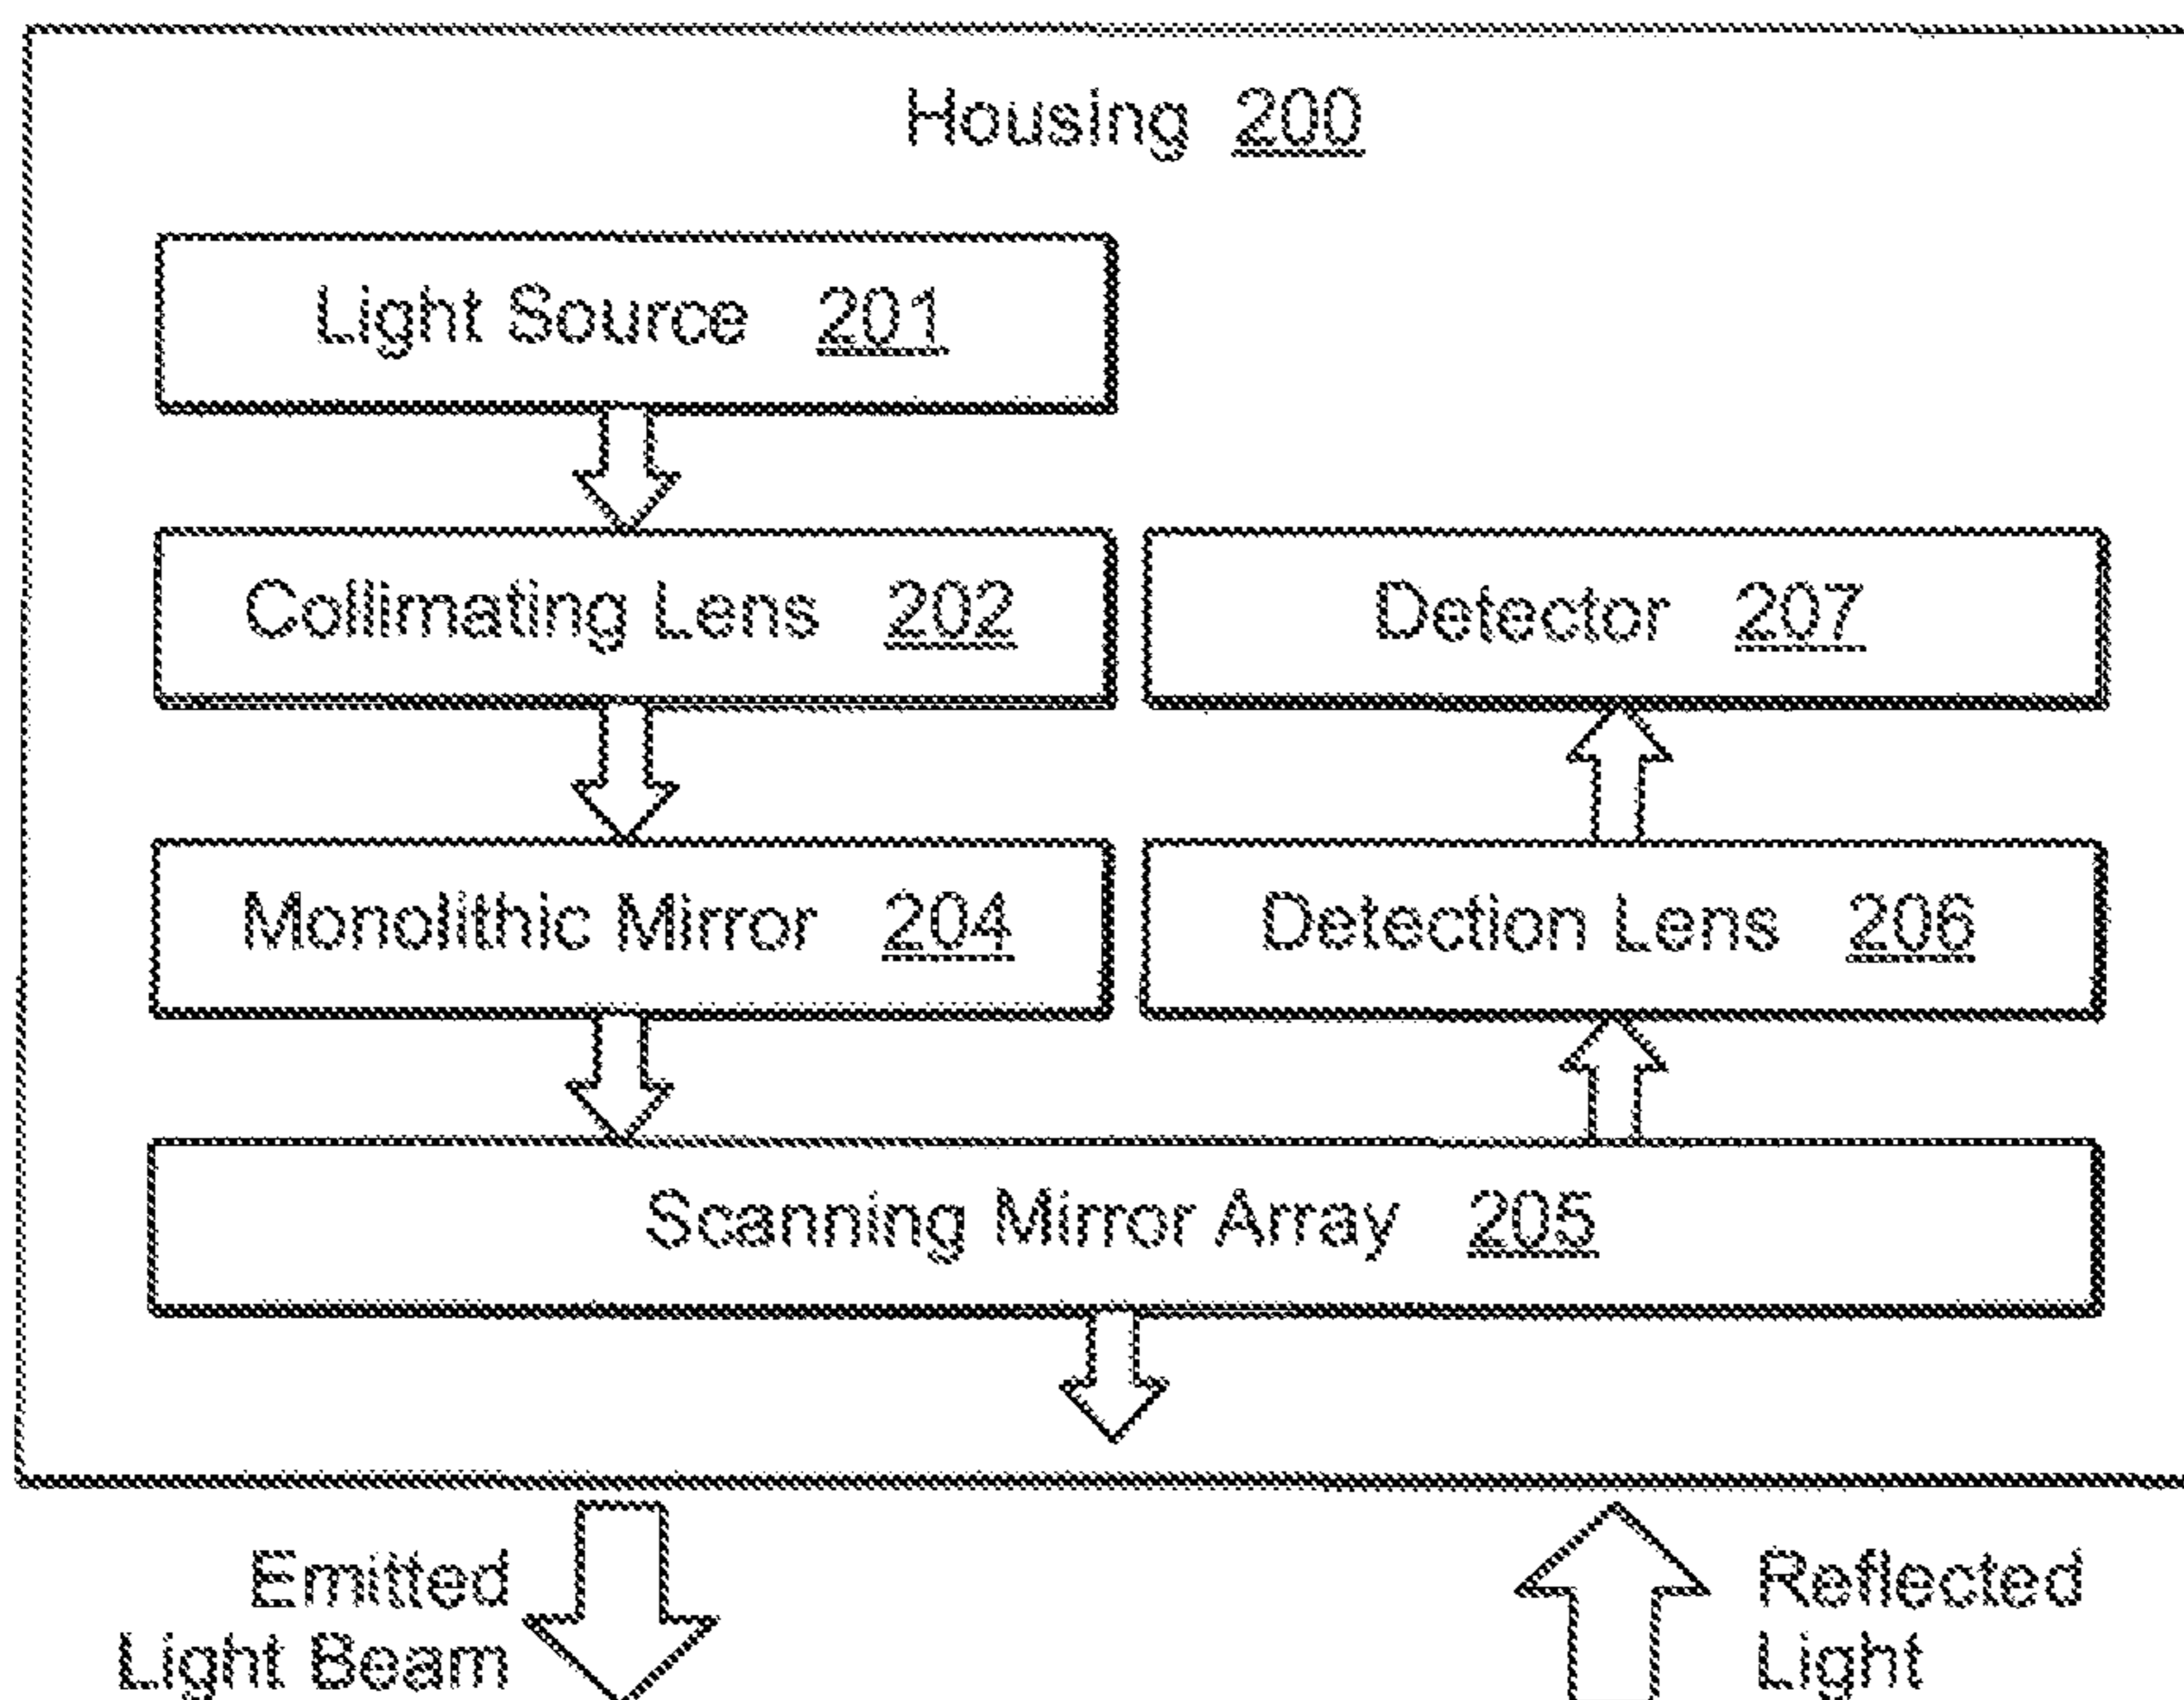 Housing 200
Light Source 201
Collimating Lens 202
Detector 207
Monolithic Mirror 204
Detection Lens 206
Scanning Mirror Array 205
Emitted
Light Beam
Reflected
Light